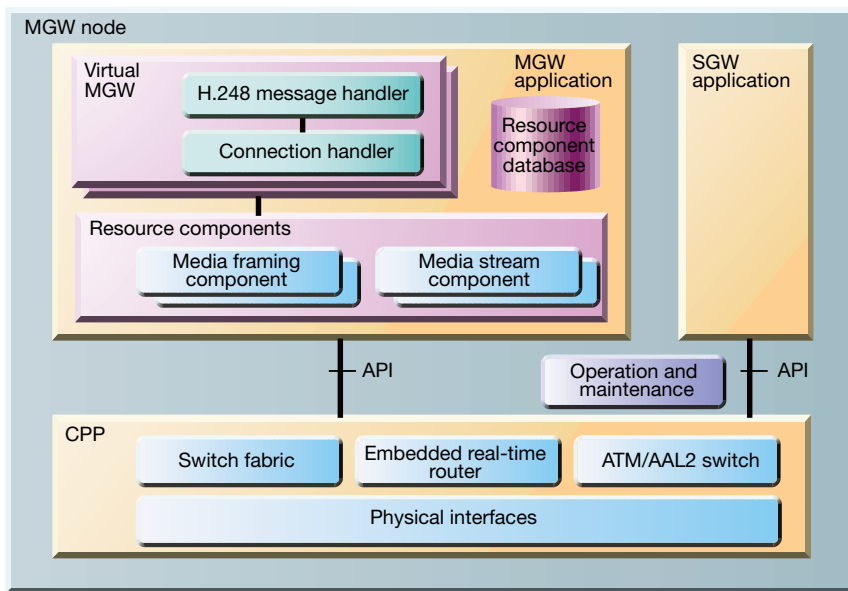 MGW node
Virtual
MGW
H.248 message handler
Connection handler
MGW
application
Resource
component
database
SGW
application
Resource components
Media framing
component
Media stream
component
API
Operation and
maintenance
API
CPP
Switch fabric
Embedded real-time
router
ATM/AAL2 switch
Physical interfaces